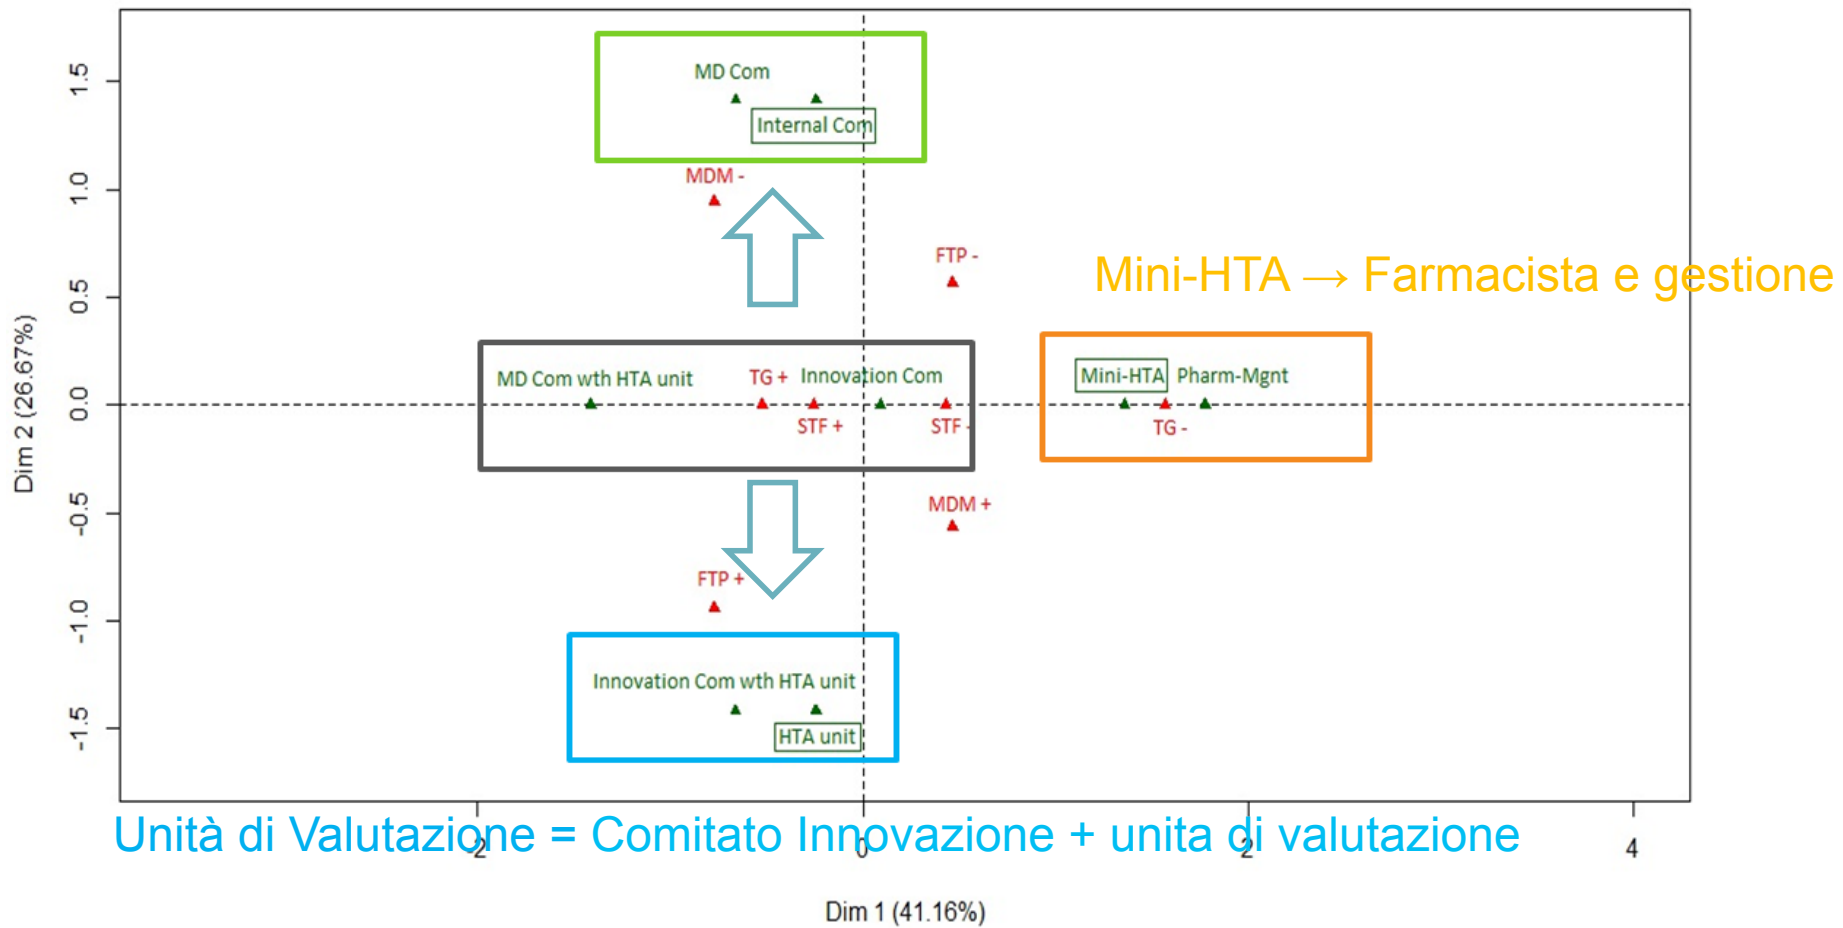 1.5
MD Com
Internal Com
1.0
MDM -
FTP -
0.5
Mini-HTA → Farmacista e gestione
MD Com wth HTA unit
TG +
Innovation Com
Mini-HTA
Pharm-Mgnt
0.0
STF +
STF -
TG -
Dim 2 (26.67%)
-0.5
MDM +
FTP +
-1.0
Innovation Com wth HTA unit
HTA unit
-1.5
Unità di Valutazione = Comitato Innovazione + unita di valutazione
-2
0
2
4
Dim 1 (41.16%)